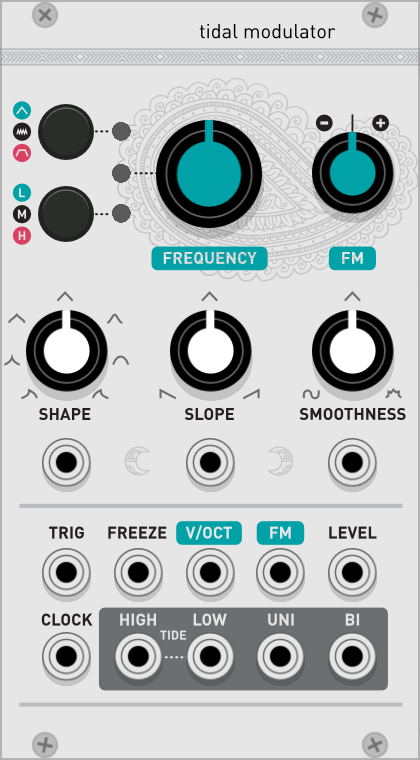 tidal modulator
L
M
H
FREQUENCY
FM
SHAPE
SLOPE
SMOOTHNESS
TRIG
FREEZE
V/OCT
FM
LEVEL
CLOCK
HIGH
TIDE
LOW
UNI
BI